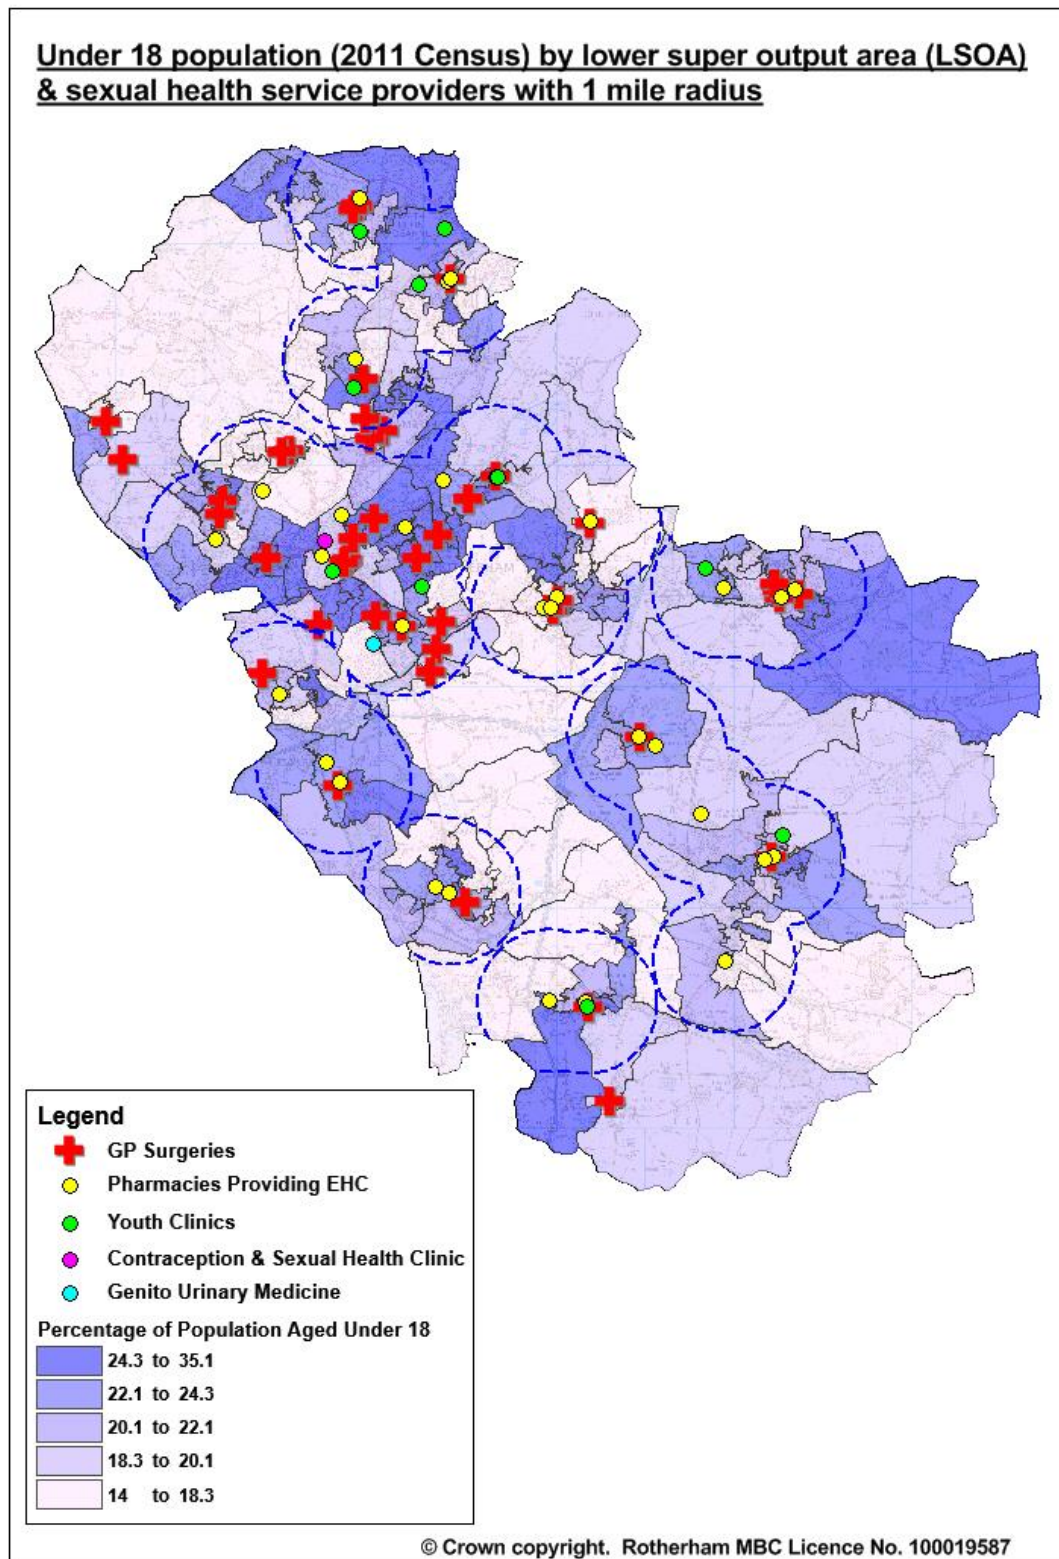 Under 18 population (2011 Census) by lower super output area (LSOA)
& sexual health service providers with 1 mile radius
Legend
GP Surgeries
Pharmacies Providing EHC
Youth Clinics
Contraception & Sexual Health Clinic
Genito Urinary Medicine
Percentage of Population Aged Under 18
24.3 to 35.1
22.1 to 24.3
20.1 to 22.1
18.3 to 20.1
14 to 18.3
© Crown copyright. Rotherham MBC Licence No. 100019587